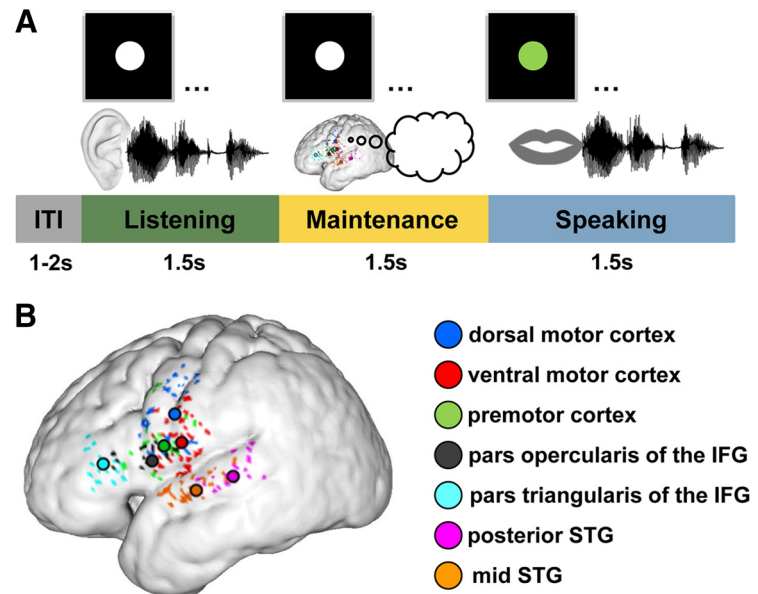 A
... ... ...
ITI Listening Maintenance Speaking
1-2s 1.5s 1.5s 1.5s
B
dorsal motor cortex
ventral motor cortex
premotor cortex
pars opercularis of the IFG
pars triangularis of the IFG
posterior STG
mid STG